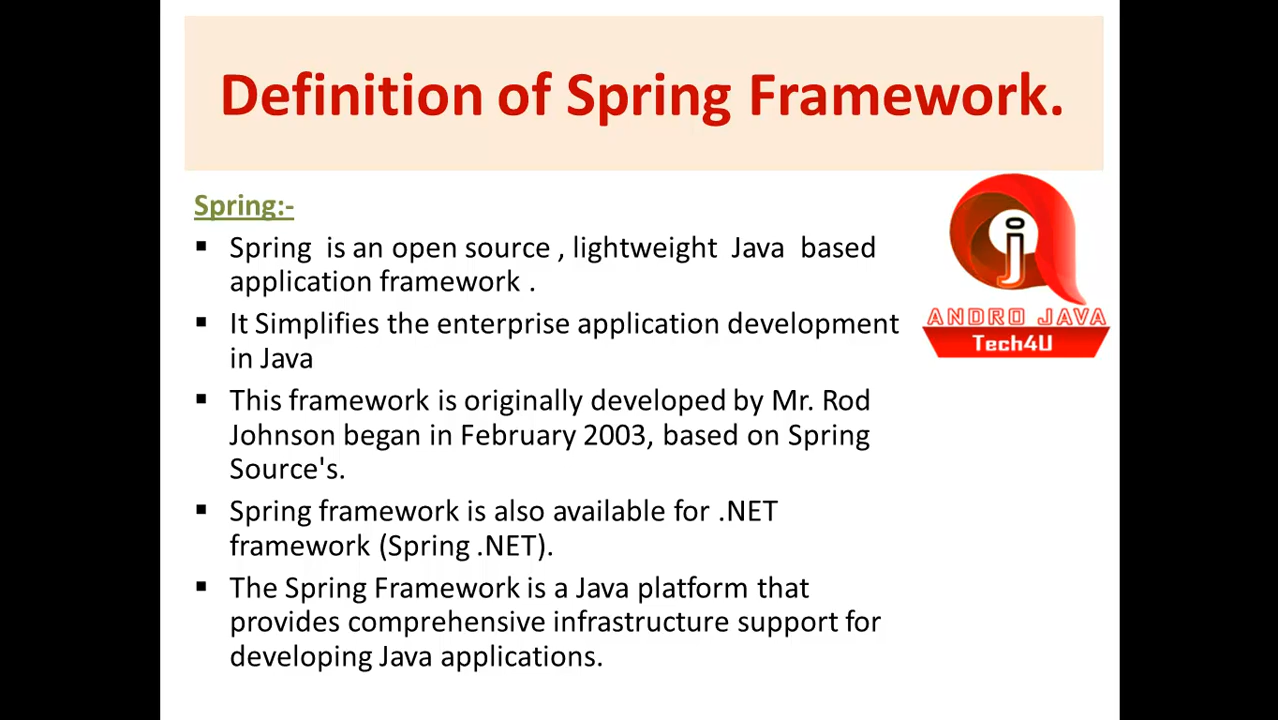 Definition of Spring Framework.
Spring:-
▪ Spring is an open source , lightweight Java based
application framework .
▪ It Simplifies the enterprise application development
in Java
▪ This framework is originally developed by Mr. Rod
Johnson began in February 2003, based on Spring
Source's.
▪ Spring framework is also available for .NET
framework (Spring .NET).
▪ The Spring Framework is a Java platform that
provides comprehensive infrastructure support for
developing Java applications.
j
ANDRO JAVA
Tech4U